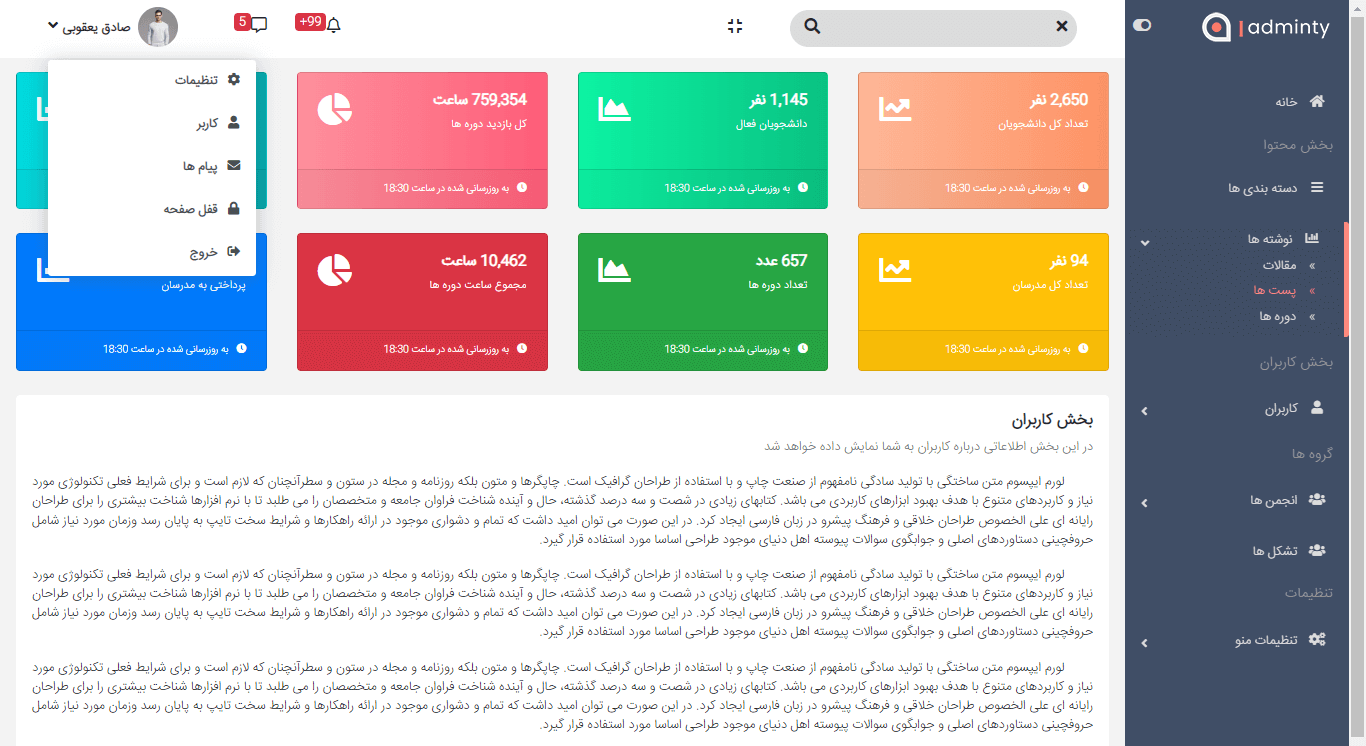 adminty
خانه
بخش محتوا
دسته بندی ها
نوشته ها
» مقالات
» پست ها
» دوره ها
بخش کاربران
کاربران
گروه ها
انجمن ها
تشکل ها
تنظیمات
تنظیمات منو
+99
5
صادق یعقوبی
تنظیمات
کاربر
پیام ها
قفل صفحه
خروج
2,650 نفر
تعداد کل دانشجویان
به روزرسانی شده در ساعت 18:30
1,145 نفر
دانشجویان فعال
به روزرسانی شده در ساعت 18:30
759,354 ساعت
کل بازدید دوره ها
به روزرسانی شده در ساعت 18:30
94 نفر
تعداد کل مدرسان
به روزرسانی شده در ساعت 18:30
657 عدد
تعداد دوره ها
به روزرسانی شده در ساعت 18:30
10,462 ساعت
مجموع ساعت دوره ها
به روزرسانی شده در ساعت 18:30
پرداختی به مدرسان
به روزرسانی شده در ساعت 18:30
بخش کاربران
در این بخش اطلاعاتی درباره کاربران به شما نمایش داده خواهد شد
لورم ایپسوم متن ساختگی با تولید سادگی نامفهوم از صنعت چاپ و با استفاده از طراحان گرافیک است. چاپگرها و متون بلکه روزنامه و مجله در ستون و سطرآنچنان که لازم است و برای شرایط فعلی تکنولوژی مورد
نیاز و کاربردهای متنوع با هدف بهبود ابزارهای کاربردی می باشد. کتابهای زیادی در شصت و سه درصد گذشته، حال و آینده شناخت فراوان جامعه و متخصصان را می طلبد تا با نرم افزارها شناخت بیشتری را برای طراحان
رایانه ای علی الخصوص طراحان خلاقی و فرهنگ پیشرو در زبان فارسی ایجاد کرد. در این صورت می توان امید داشت که تمام و دشواری موجود در ارائه راهکارها و شرایط سخت تایپ به پایان رسد وزمان مورد نیاز شامل
حروفچینی دستاوردهای اصلی و جوابگوی سوالات پیوسته اهل دنیای موجود طراحی اساسا مورد استفاده قرار گیرد.
لورم ایپسوم متن ساختگی با تولید سادگی نامفهوم از صنعت چاپ و با استفاده از طراحان گرافیک است. چاپگرها و متون بلکه روزنامه و مجله در ستون و سطرآنچنان که لازم است و برای شرایط فعلی تکنولوژی مورد
نیاز و کاربردهای متنوع با هدف بهبود ابزارهای کاربردی می باشد. کتابهای زیادی در شصت و سه درصد گذشته، حال و آینده شناخت فراوان جامعه و متخصصان را می طلبد تا با نرم افزارها شناخت بیشتری را برای طراحان
رایانه ای علی الخصوص طراحان خلاقی و فرهنگ پیشرو در زبان فارسی ایجاد کرد. در این صورت می توان امید داشت که تمام و دشواری موجود در ارائه راهکارها و شرایط سخت تایپ به پایان رسد وزمان مورد نیاز شامل
حروفچینی دستاوردهای اصلی و جوابگوی سوالات پیوسته اهل دنیای موجود طراحی اساسا مورد استفاده قرار گیرد.
لورم ایپسوم متن ساختگی با تولید سادگی نامفهوم از صنعت چاپ و با استفاده از طراحان گرافیک است. چاپگرها و متون بلکه روزنامه و مجله در ستون و سطرآنچنان که لازم است و برای شرایط فعلی تکنولوژی مورد
نیاز و کاربردهای متنوع با هدف بهبود ابزارهای کاربردی می باشد. کتابهای زیادی در شصت و سه درصد گذشته، حال و آینده شناخت فراوان جامعه و متخصصان را می طلبد تا با نرم افزارها شناخت بیشتری را برای طراحان
رایانه ای علی الخصوص طراحان خلاقی و فرهنگ پیشرو در زبان فارسی ایجاد کرد. در این صورت می توان امید داشت که تمام و دشواری موجود در ارائه راهکارها و شرایط سخت تایپ به پایان رسد وزمان مورد نیاز شامل
حروفچینی دستاوردهای اصلی و جوابگوی سوالات پیوسته اهل دنیای موجود طراحی اساسا مورد استفاده قرار گیرد.